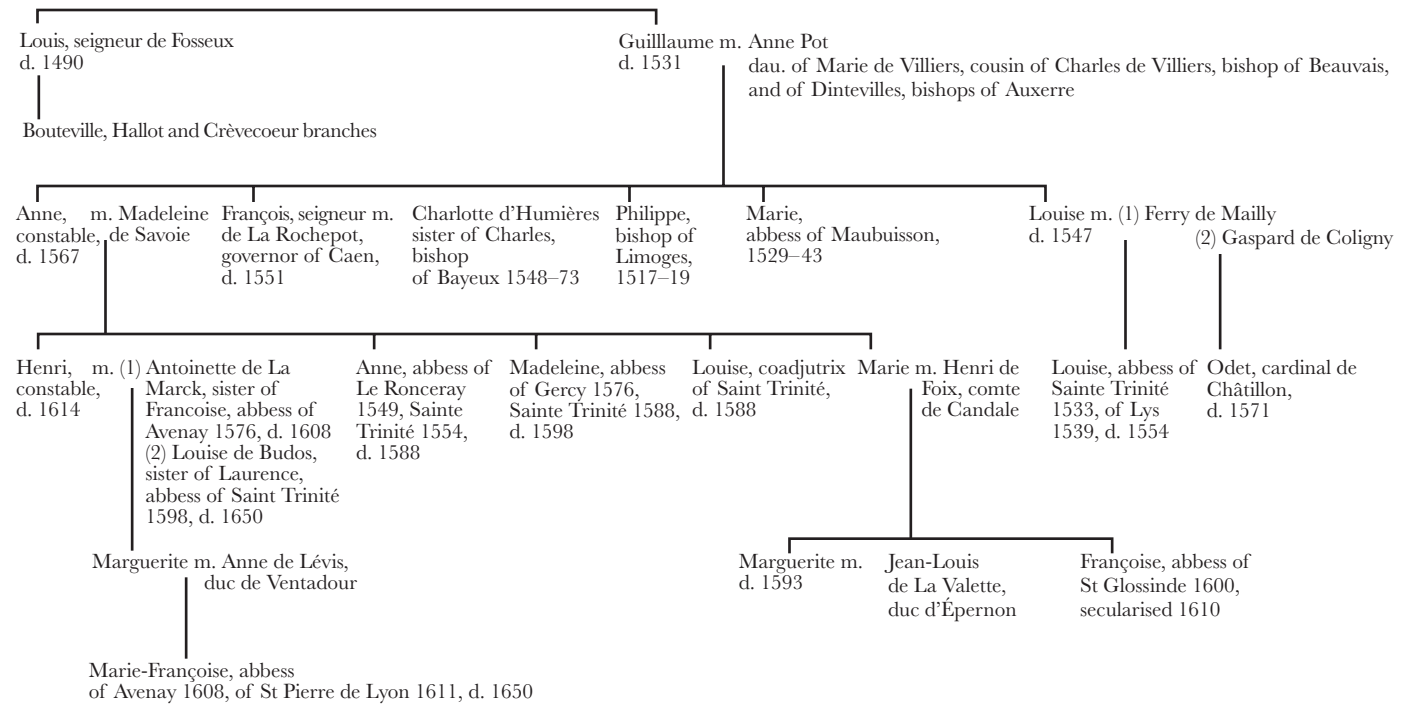 Louis, seigneur de Fosseux
d. 1490
Guilllaume m. Anne Pot
d. 1531
dau. of Marie de Villiers, cousin of Charles de Villiers, bishop of Beauvais,
and of Dintevilles, bishops of Auxerre
Bouteville, Hallot and Crèvecoeur branches
Anne, m. Madeleine
constable, de Savoie
d. 1567
François, seigneur m.
de La Rochepot,
governor of Caen,
d. 1551
Charlotte d'Humières
sister of Charles,
bishop
of Bayeux 1548–73
Philippe,
bishop of
Limoges,
1517–19
Marie,
abbess of Maubuisson,
1529–43
Louise m. (1) Ferry de Mailly
d. 1547
(2) Gaspard de Coligny
Henri, m. (1) Antoinette de La
constable, Marck, sister of
d. 1614 Francoise, abbess of
Avenay 1576, d. 1608
(2) Louise de Budos,
sister of Laurence,
abbess of Saint Trinité
1598, d. 1650
Anne, abbess of
Le Ronceray
1549, Sainte
Trinité 1554,
d. 1588
Madeleine, abbess
of Gercy 1576,
Sainte Trinité 1588,
d. 1598
Louise, coadjutrix
of Saint Trinité,
d. 1588
Marie m. Henri de
Foix, comte
de Candale
Louise, abbess of
Sainte Trinité
1533, of Lys
1539, d. 1554
Odet, cardinal de
Châtillon,
d. 1571
Marguerite m. Anne de Lévis,
duc de Ventadour
Marguerite m.
d. 1593
Jean-Louis
de La Valette,
duc d'Épernon
Françoise, abbess of
St Glossinde 1600,
secularised 1610
Marie-Françoise, abbess
of Avenay 1608, of St Pierre de Lyon 1611, d. 1650